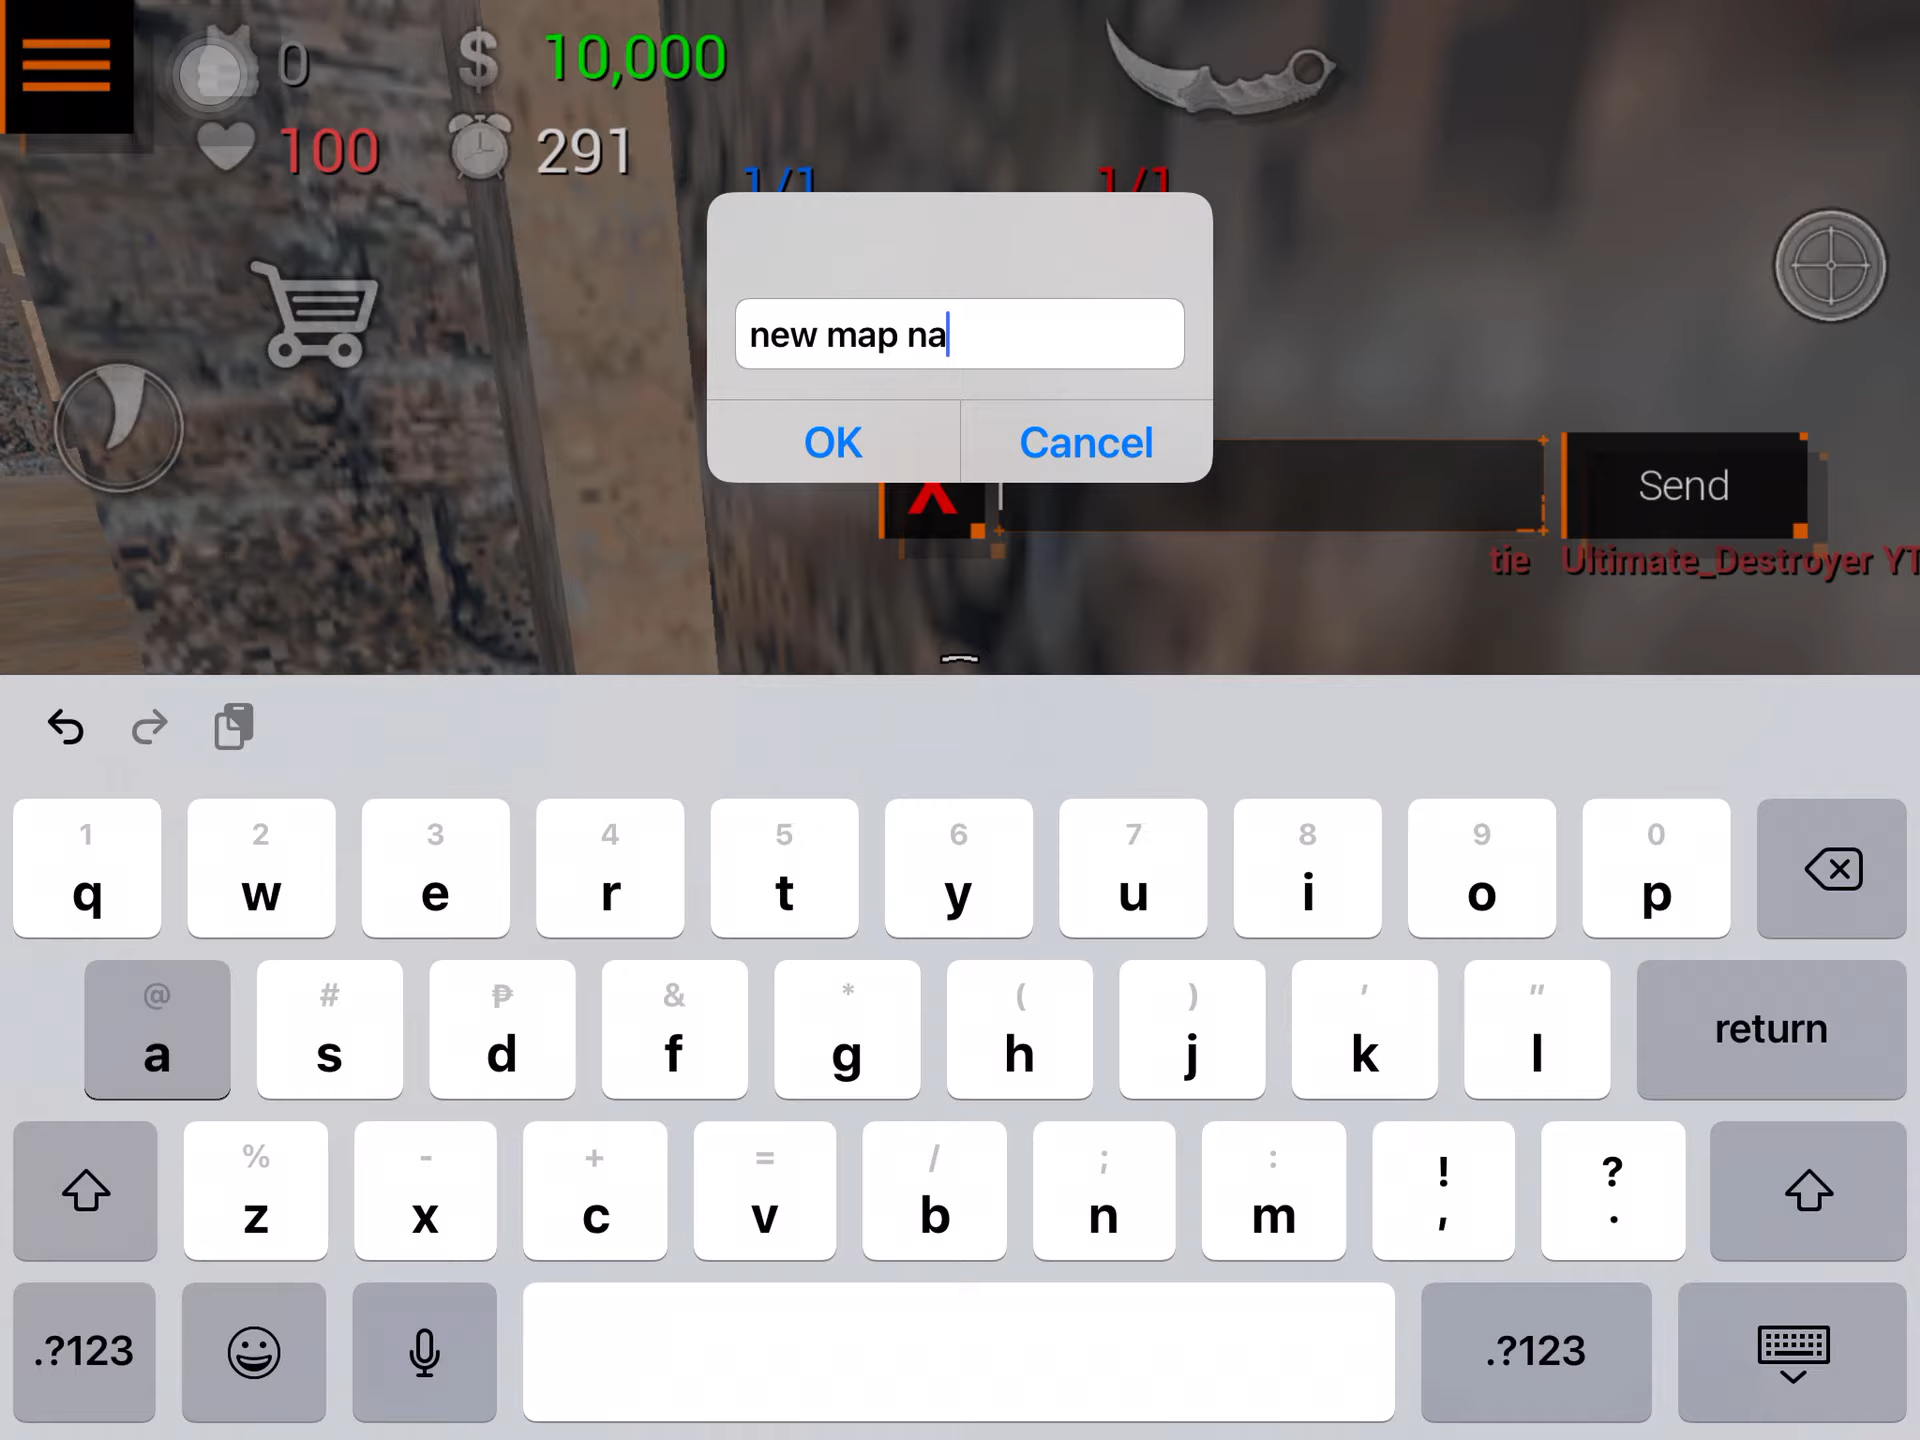 0 $ 10,000
100 291
1/1 1/1
new map na
OK Cancel
X Send
tie Ultimate_Destroyer YT
1 2 3 4 5 6 7 8 9 0
q w e r t y u i o p
@ # ₱ & * ( ) ' "
a s d f g h j k l return
% - + = / ; : ! ?
z x c v b n m , .
.?123 .?123